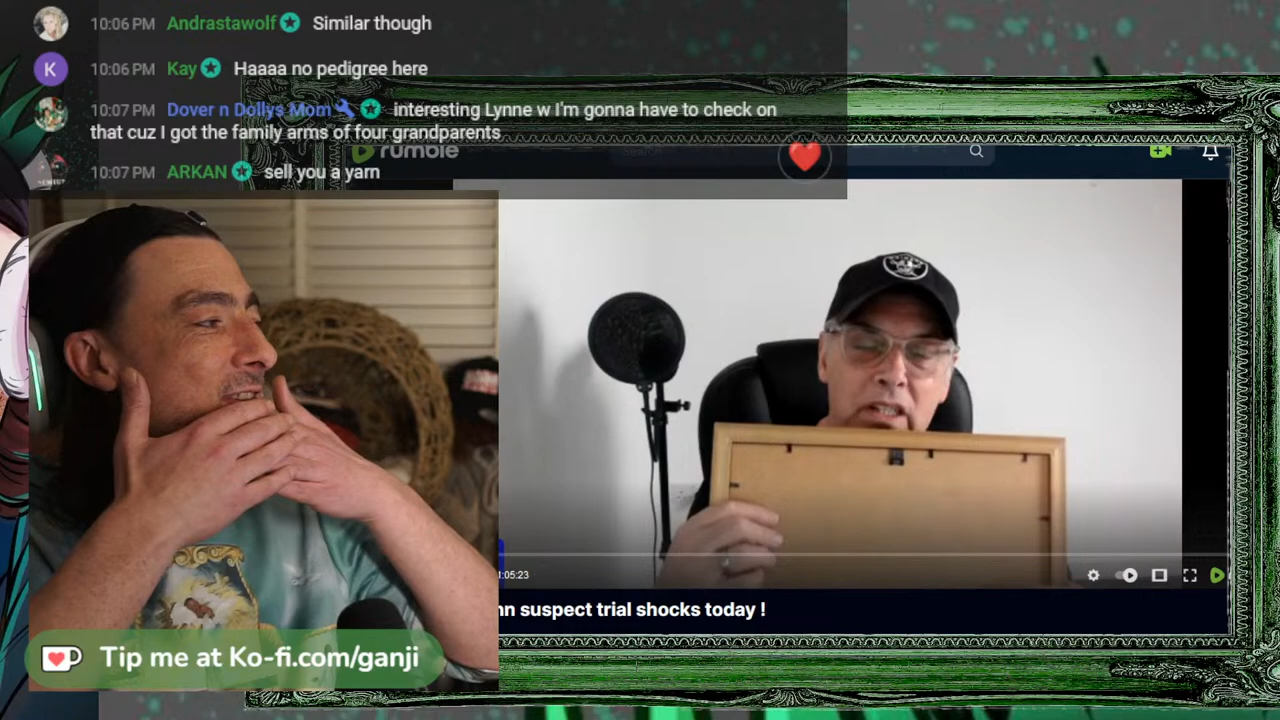 10:06 PM Andrastawolf Similar though
K 10:06 PM Kay Haaaa no pedigree here
10:07 PM Dover n Dollys Mom interesting Lynne w I'm gonna have to check on
that cuz I got the family arms of four grandparents
rumble
10:07 PM ARKAN sell you a yarn
1:05:23
nn suspect trial shocks today !
Tip me at Ko-fi.com/ganji